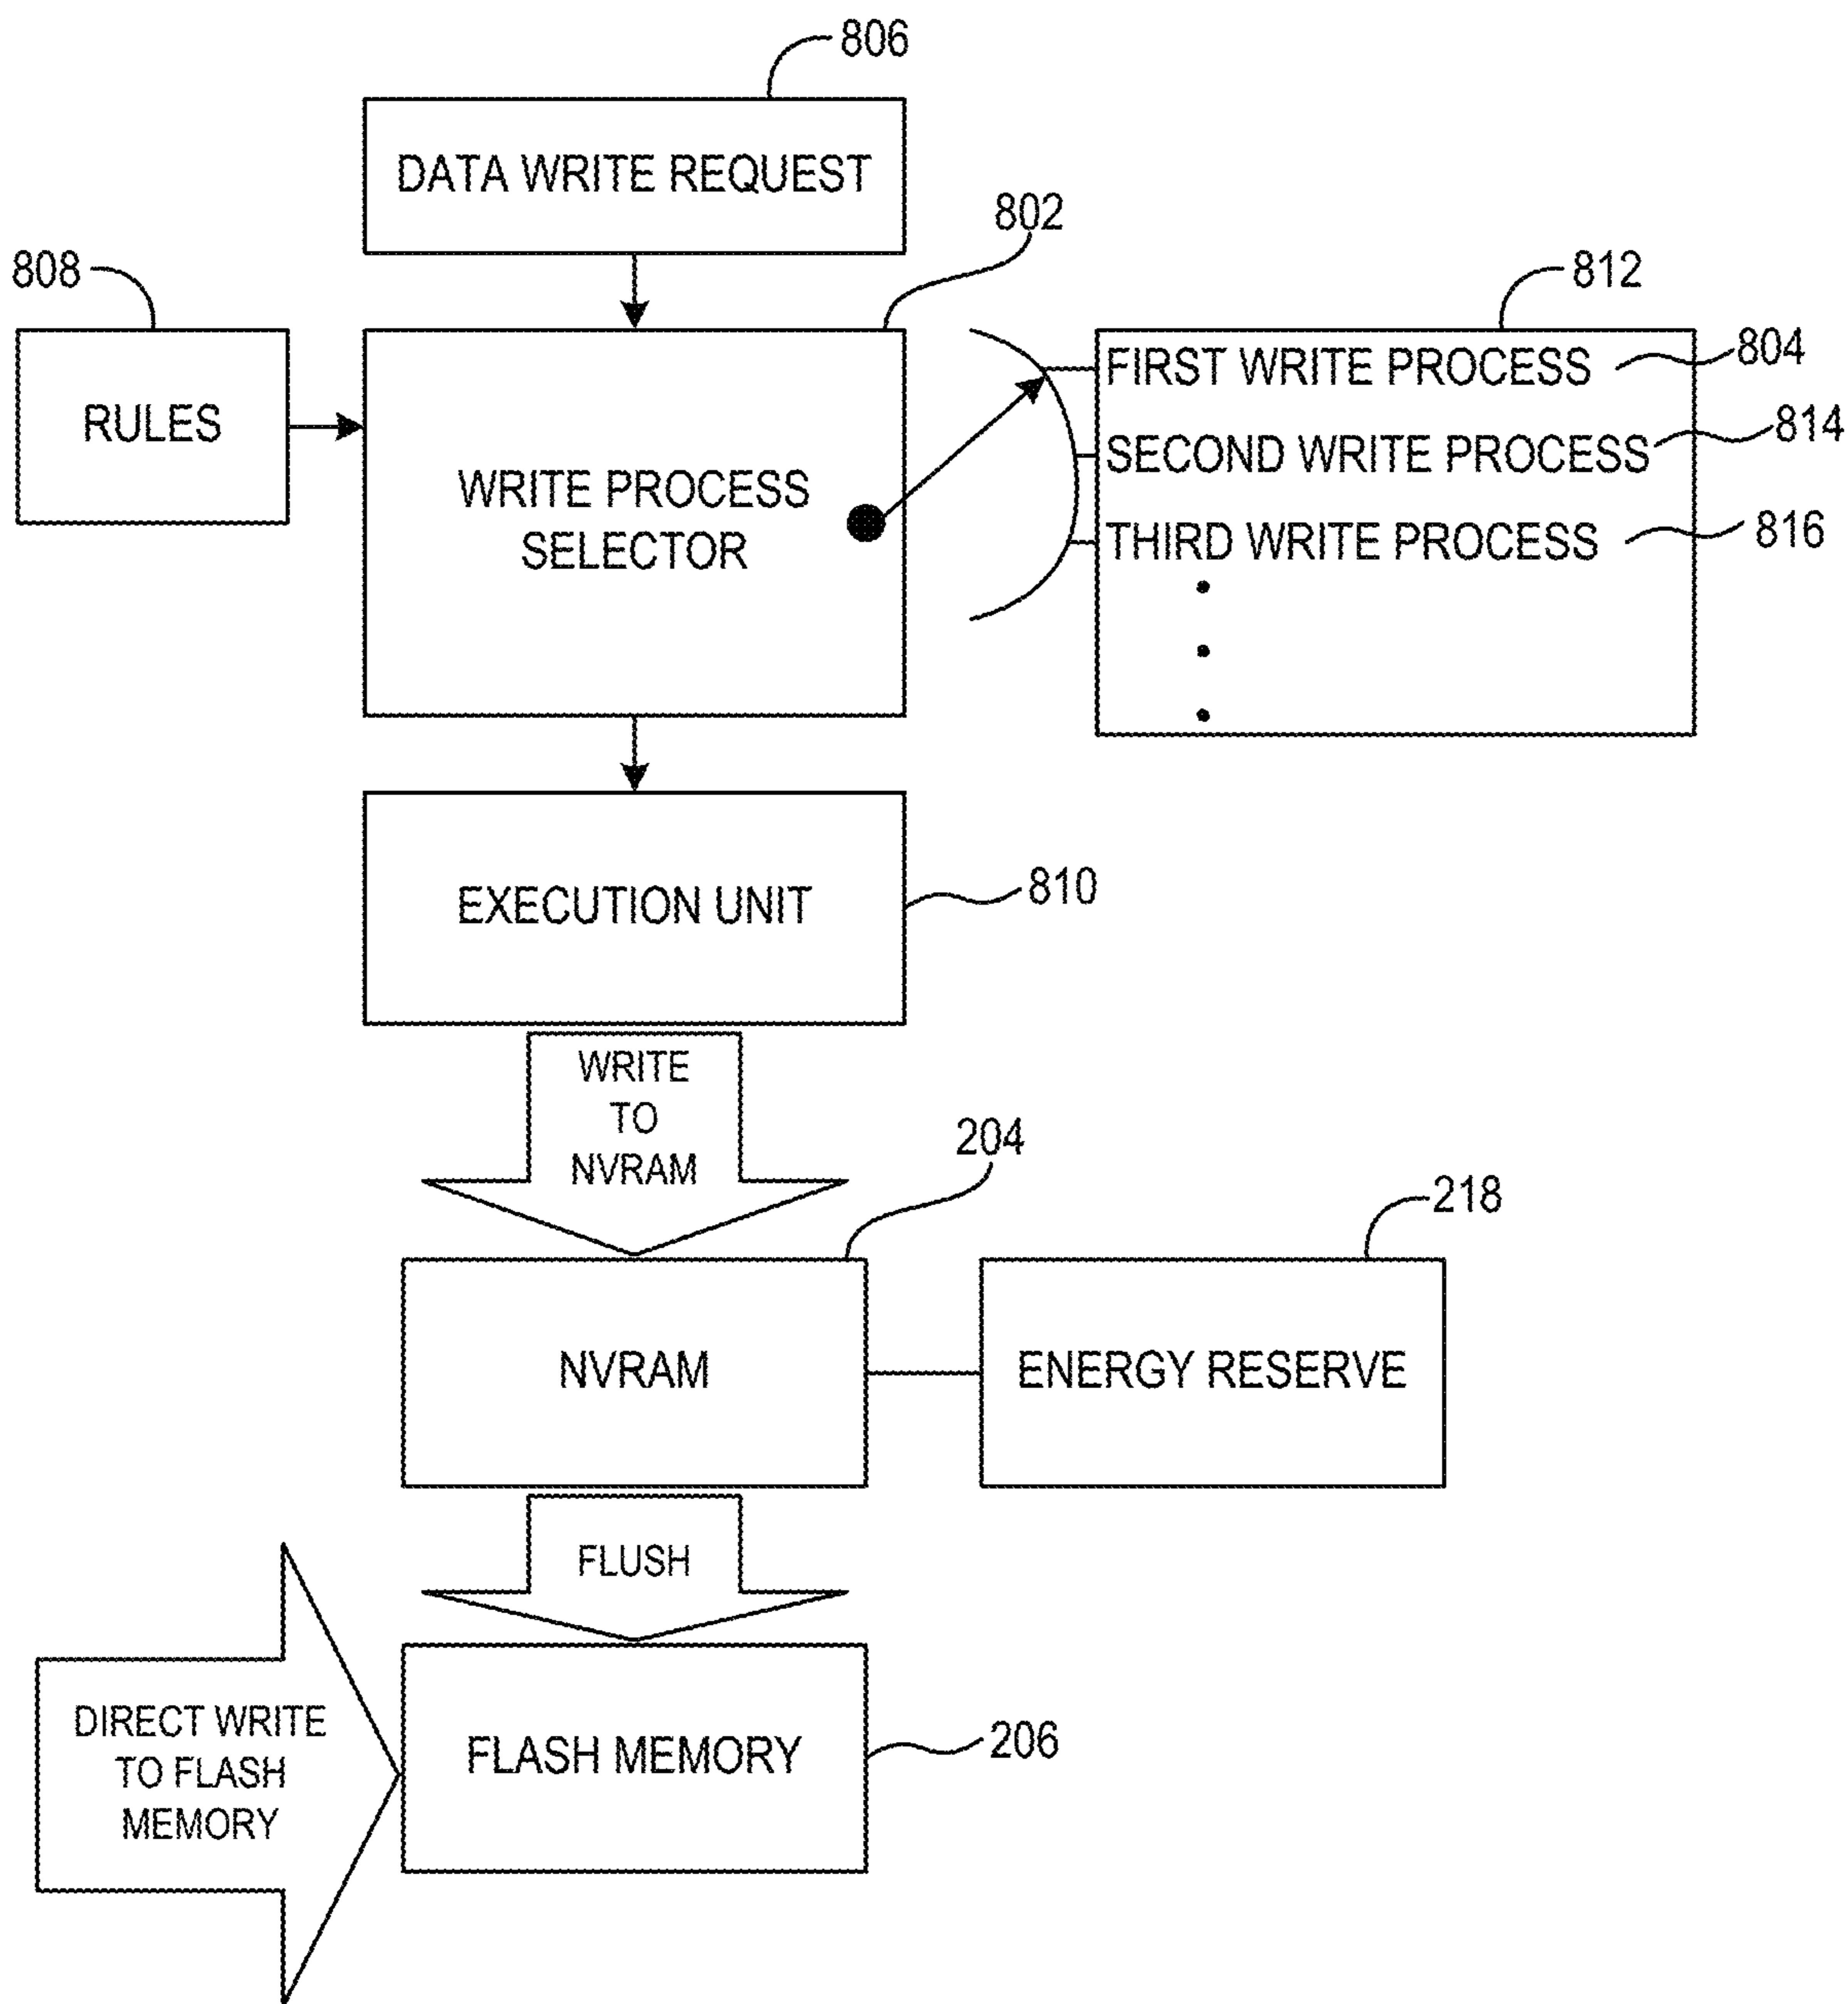 806
DATA WRITE REQUEST
802
808
812
RULES
WRITE PROCESS
SELECTOR
FIRST WRITE PROCESS
804
SECOND WRITE PROCESS
814
THIRD WRITE PROCESS
816
EXECUTION UNIT
810
WRITE
TO
NVRAM
204
218
NVRAM
ENERGY RESERVE
FLUSH
DIRECT WRITE
TO FLASH
MEMORY
FLASH MEMORY
206